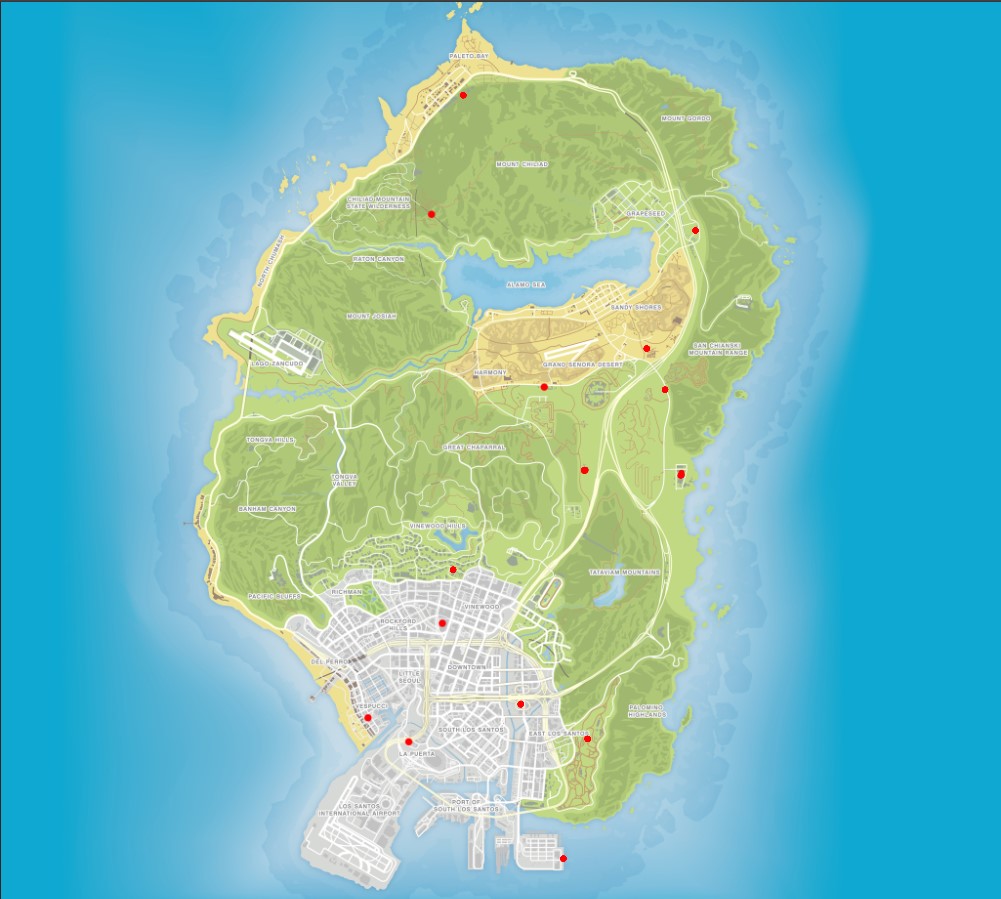 PALETO BAY
MOUNT GORDO
MOUNT CHILIAD
CHILIAD MOUNTAIN
STATE WILDERNESS
GRAPESEED
NORTH CHUMASH
RATON CANYON
ALAMO SEA
SANDY SHORES
MOUNT JOSIAH
LAGO ZANCUDO
SAN CHIANSKI
MOUNTAIN RANGE
GRAND SENORA DESERT
HARMONY
TONGVA HILLS
GREAT CHAPARRAL
TONGVA
VALLEY
BANHAM CANYON
VINEWOOD HILLS
TATAVIAM MOUNTAINS
PACIFIC BLUFFS
RICHMAN
VINEWOOD
ROCKFORD
HILLS
DEL PERRO
DOWNTOWN
LITTLE
SEOUL
VESPUCCI
PALOMINO
HIGHLANDS
SOUTH LOS SANTOS
EAST LOS SANTOS
LA PUERTA
LOS SANTOS
INTERNATIONAL AIRPORT
PORT OF
SOUTH LOS SANTOS